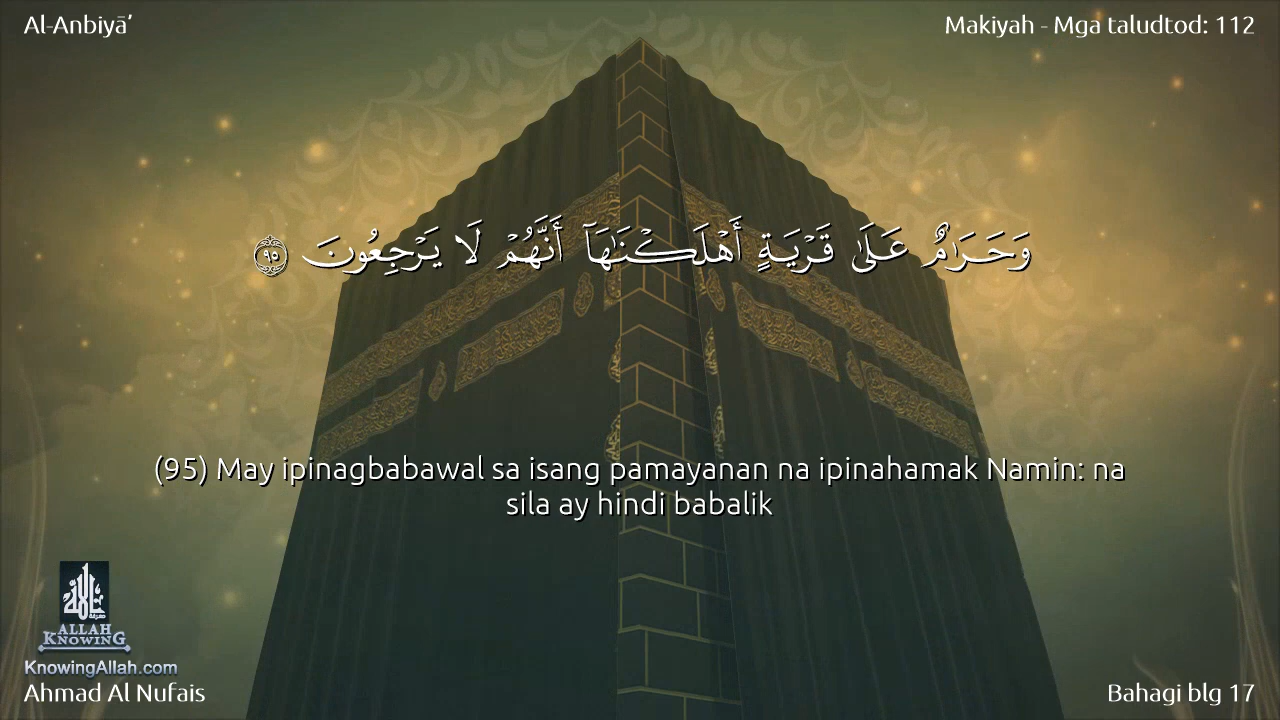 Al-Anbiyā’
Makiyah - Mga taludtod: 112
وَحَرَٰمٌ عَلَىٰ قَرْيَةٍ أَهْلَكْنَٰهَآ أَنَّهُمْ لَا يَرْجِعُونَ ٩٥
(95) May ipinagbabawal sa isang pamayanan na ipinahamak Namin: na
sila ay hindi babalik
ALLAH
KNOWING
KnowingAllah.com
Ahmad Al Nufais
Bahagi blg 17